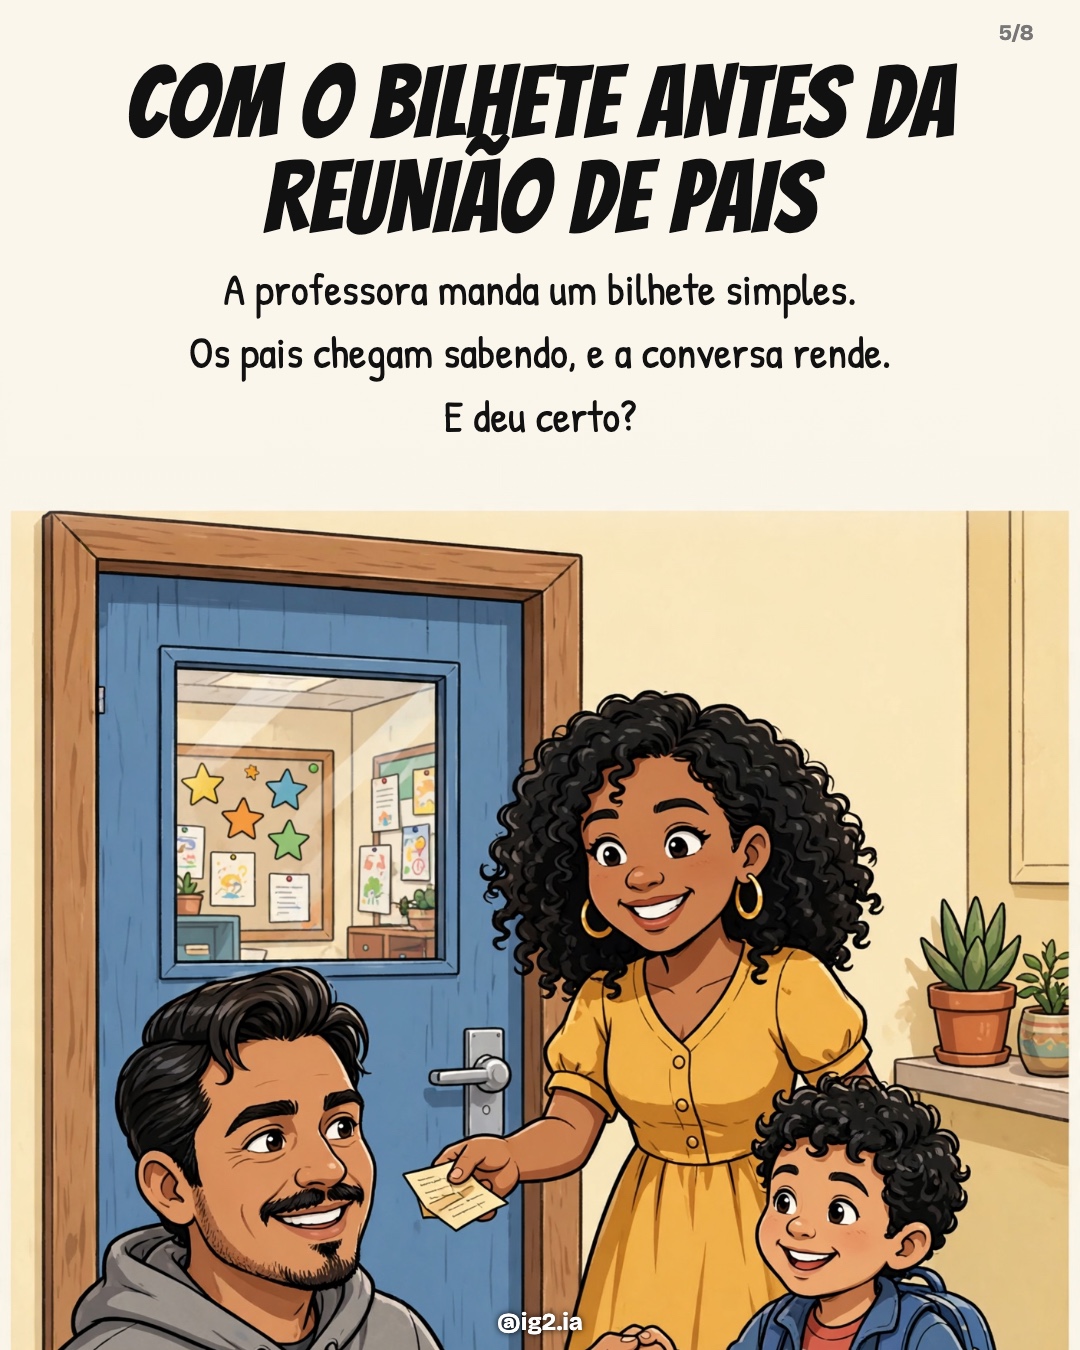 5/8
COM O BILHETE ANTES DA
REUNIÃO DE PAIS
A professora manda um bilhete simples.
Os pais chegam sabendo, e a conversa rende.
E deu certo?
@ig2.ia